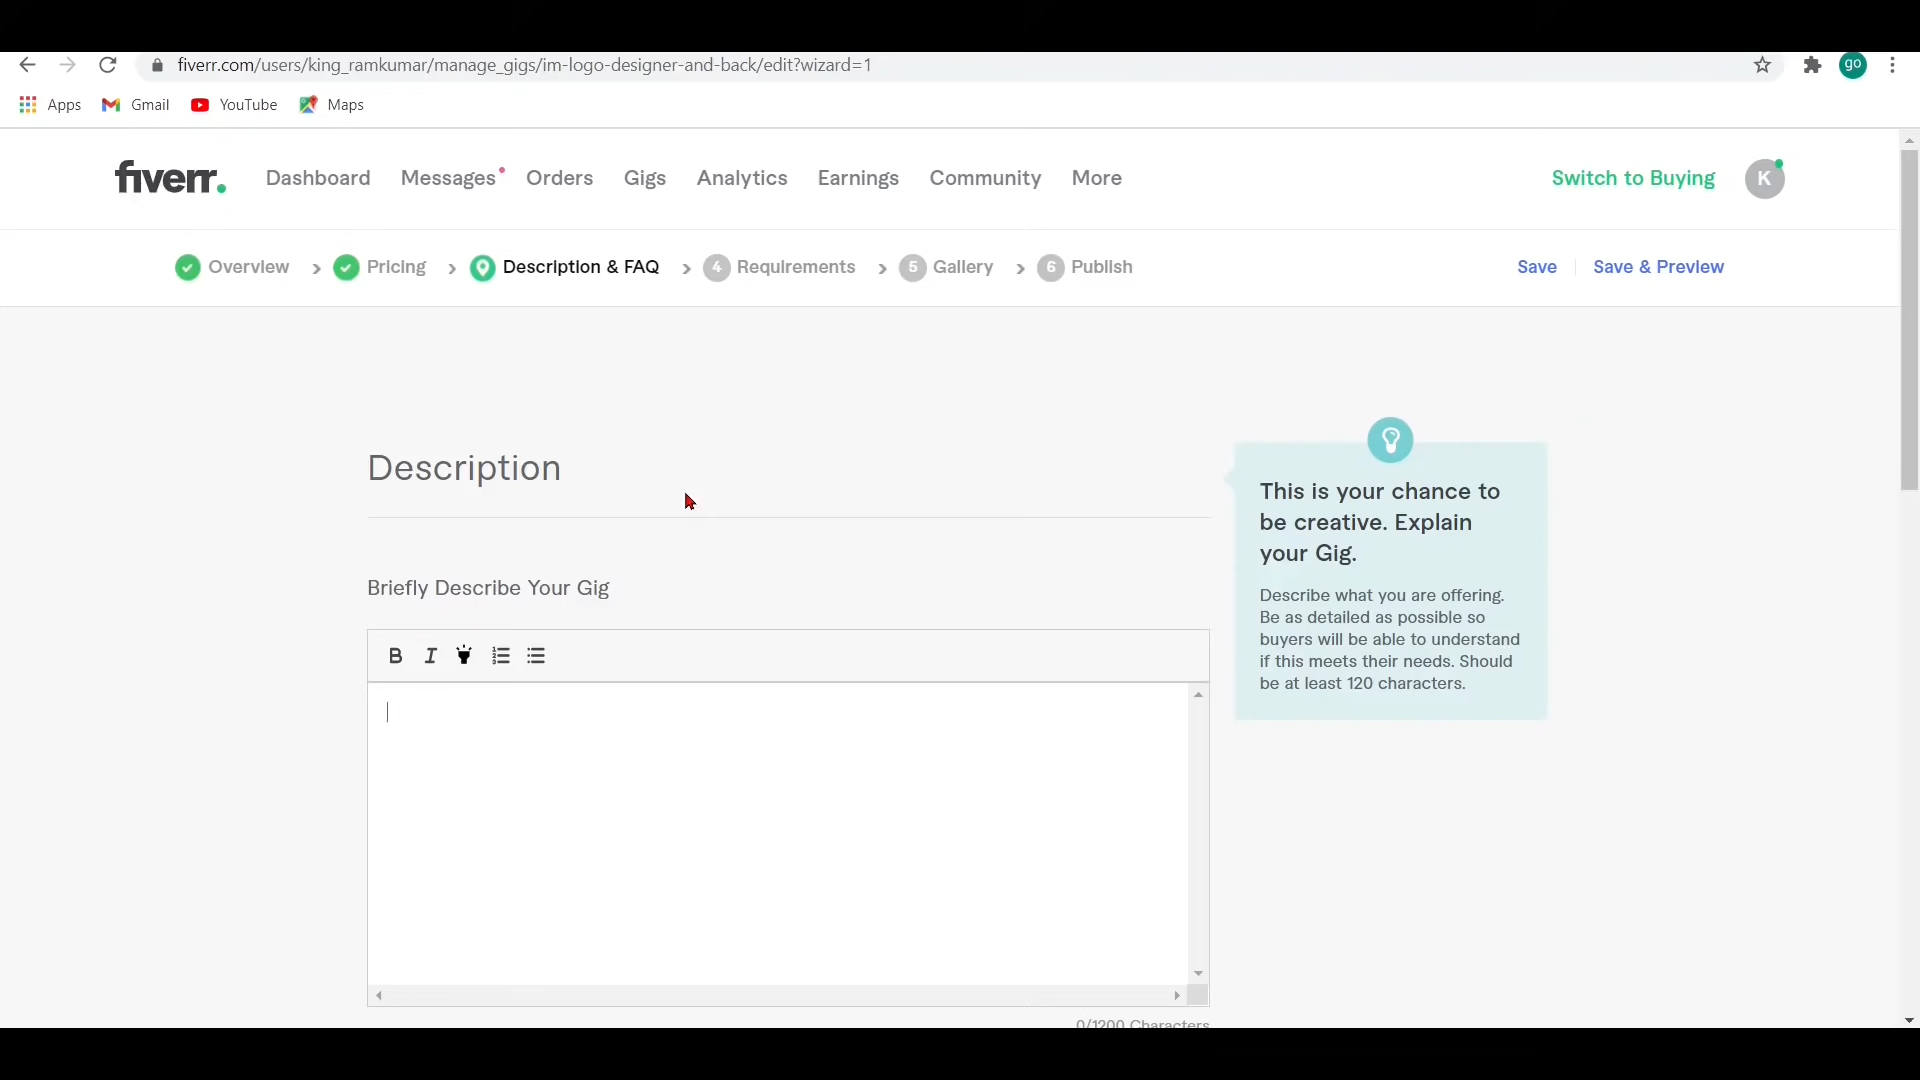 fiverr.com/users/king_ramkumar/manage_gigs/im-logo-designer-and-back/edit?wizard=1
go
Apps Gmail YouTube Maps
fiverr. Dashboard Messages Orders Gigs Analytics Earnings Community More Switch to Buying K
Overview Pricing Description & FAQ 4 Requirements 5 Gallery 6 Publish Save Save & Preview
Description
This is your chance to
be creative. Explain
your Gig.
Describe what you are offering.
Be as detailed as possible so
buyers will be able to understand
if this meets their needs. Should
be at least 120 characters.
Briefly Describe Your Gig
B I
0/1200 Characters